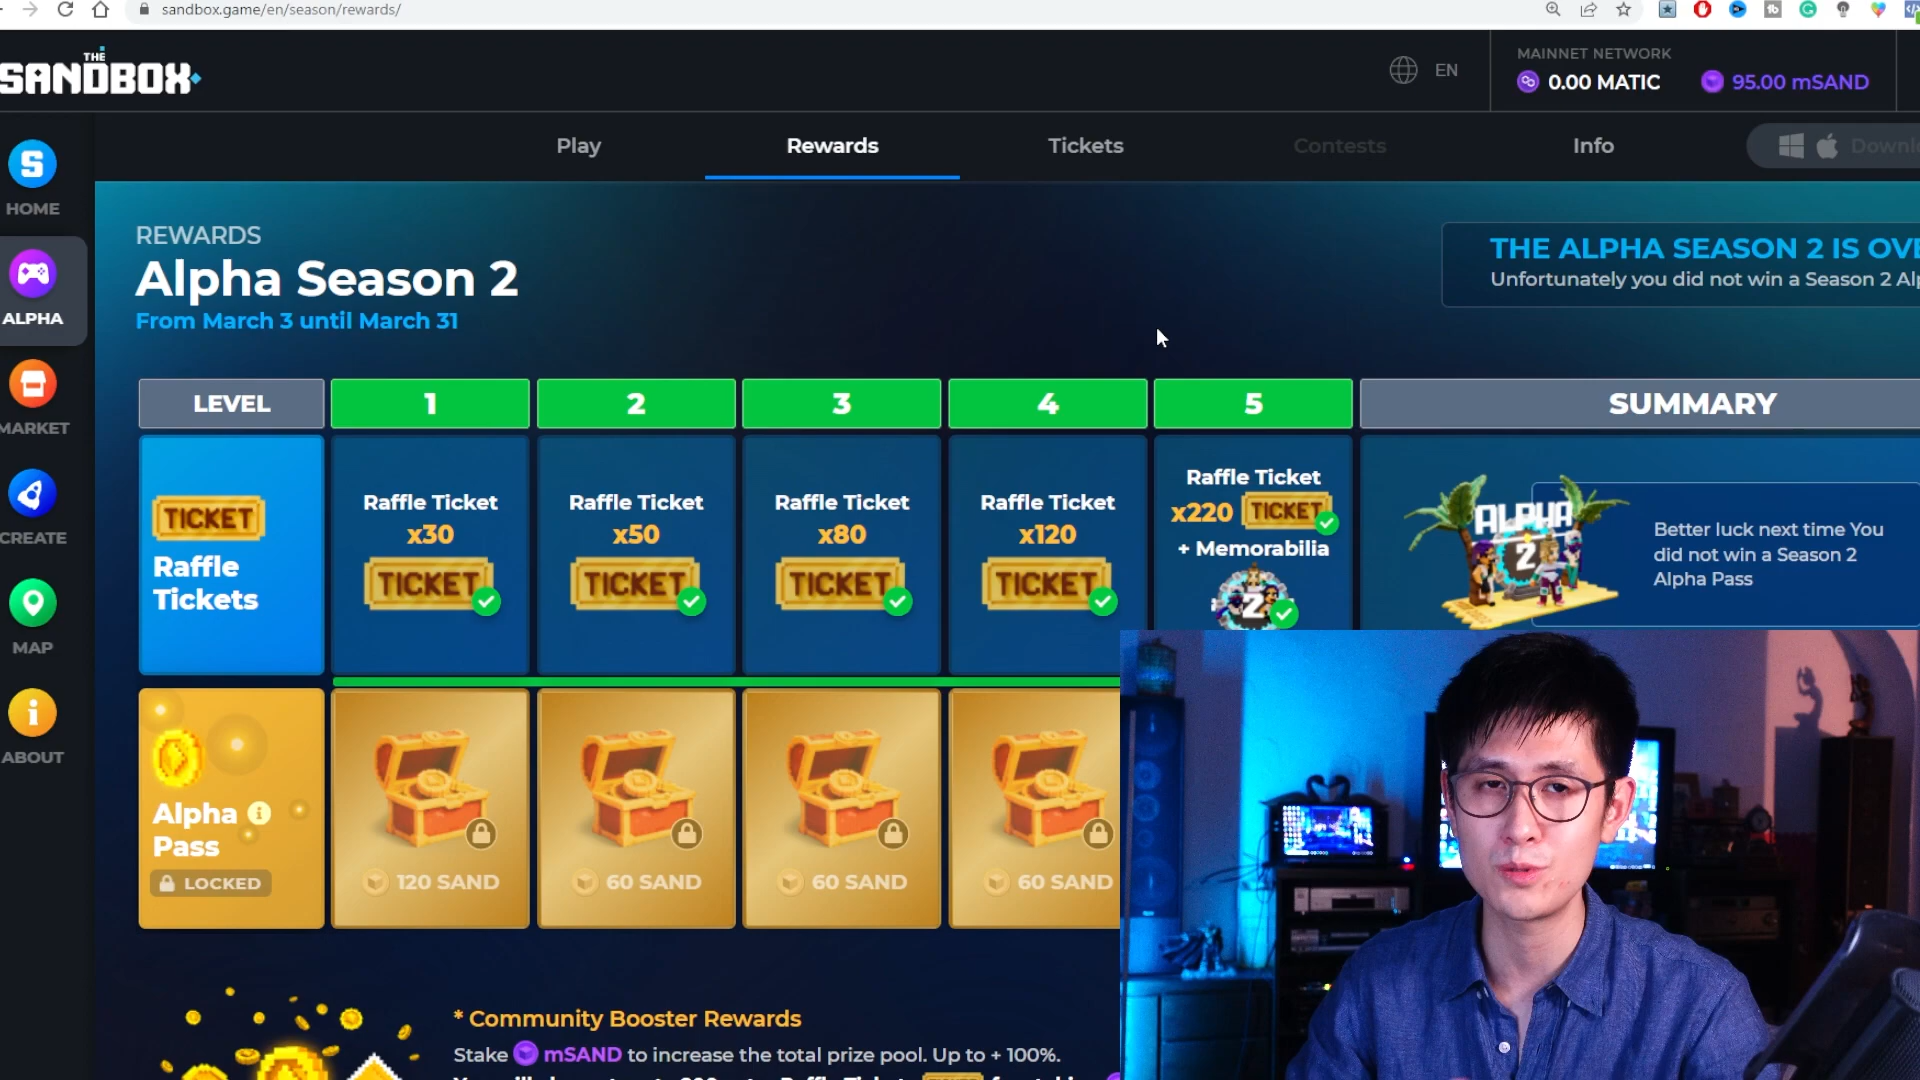 sandbox.game/en/season/rewards/
THE
SANDBOX
EN
MAINNET NETWORK
0.00 MATIC
95.00 mSAND
Play
Rewards
Tickets
Contests
Info
HOME
ALPHA
MARKET
CREATE
MAP
ABOUT
REWARDS
Alpha Season 2
From March 3 until March 31
THE ALPHA SEASON 2 IS
Unfortunately you did not win a Season 2
LEVEL
1
2
3
4
5
SUMMARY
TICKET
Raffle
Tickets
Raffle Ticket
x30
TICKET
Raffle Ticket
x50
TICKET
Raffle Ticket
x80
TICKET
Raffle Ticket
x120
TICKET
Raffle Ticket
x220 TICKET
+ Memorabilia
2
ALPHA
2
Better luck next time You
did not win a Season 2
Alpha Pass
Alpha
Pass
LOCKED
120 SAND
60 SAND
60 SAND
60 SAND
* Community Booster Rewards
Stake mSAND to increase the total prize pool. Up to + 100%.